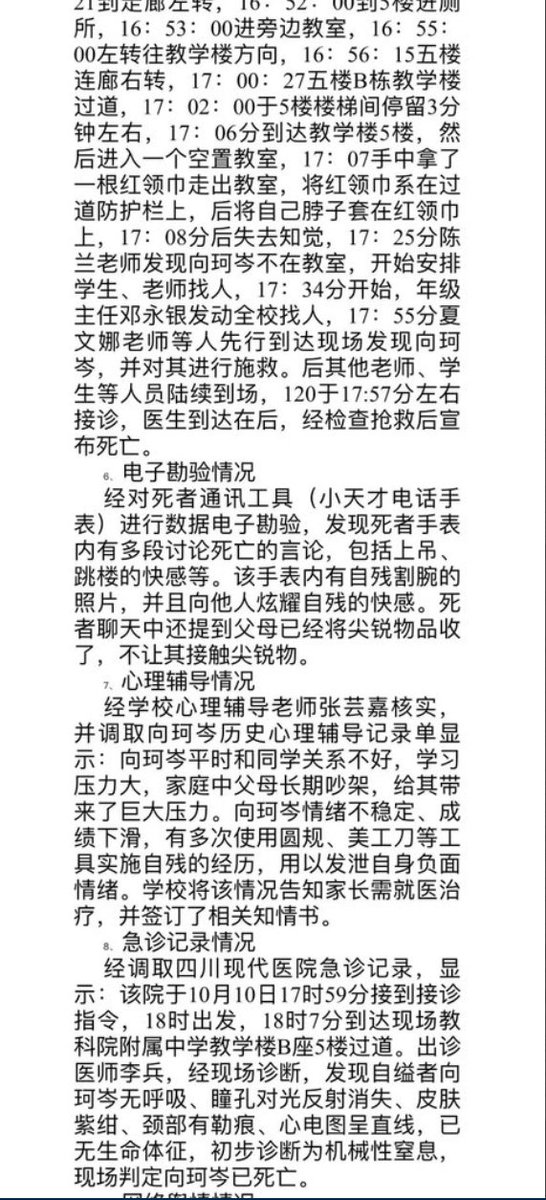 21到走廊左转，16：52：00到5楼进厕
所，16：53：00进旁边教室，16：55：
00左转往教学楼方向，16：56：15五楼
连廊右转，17：00：27五楼B栋教学楼
过道，17：02：00于5楼楼梯间停留3分
钟左右，17：06分到达教学楼5楼，然
后进入一个空置教室，17：07手中拿了
一根红领巾走出教室，将红领巾系在过
道防护栏上，后将自己脖子套在红领巾
上，17：08分后失去知觉，17：25分陈
兰老师发现向珂岑不在教室，开始安排
学生、老师找人，17：34分开始，年级
主任邓永银发动全校找人，17：55分夏
文娜老师等人先行到达现场发现向珂
岑，并对其进行施救。后其他老师、学
生等人员陆续到场，120于17:57分左右
接诊，医生到达在后，经检查抢救后宣
布死亡。
6、电子勘验情况
经对死者通讯工具（小天才电话手
表）进行数据电子勘验，发现死者手表
内有多段讨论死亡的言论，包括上吊、
跳楼的快感等。该手表内有自残割腕的
照片，并且向他人炫耀自残的快感。死
者聊天中还提到父母已经将尖锐物品收
了，不让其接触尖锐物。
7、心理辅导情况
经学校心理辅导老师张芸嘉核实，
并调取向珂岑历史心理辅导记录单显
示：向珂岑平时和同学关系不好，学习
压力大，家庭中父母长期吵架，给其带
来了巨大压力。向珂岑情绪不稳定、成
绩下滑，有多次使用圆规、美工刀等工
具实施自残的经历，用以发泄自身负面
情绪。学校将该情况告知家长需就医治
疗，并签订了相关知情书。
8、急诊记录情况
经调取四川现代医院急诊记录，显
示：该院于10月10日17时59分接到接诊
指令，18时出发，18时7分到达现场教
科院附属中学教学楼B座5楼过道。出诊
医师李兵，经现场诊断，发现自缢者向
珂岑无呼吸、瞳孔对光反射消失、皮肤
紫绀、颈部有勒痕、心电图呈直线，已
无生命体征，初步诊断为机械性窒息，
现场判定向珂岑已死亡。